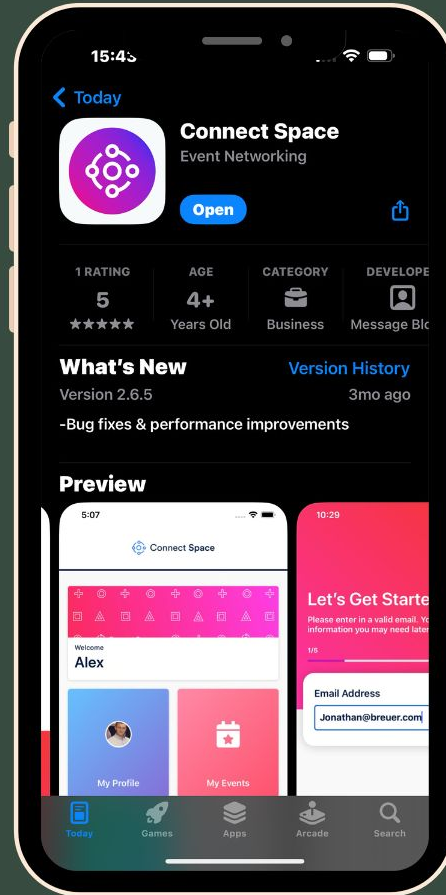 15:43
Today
Connect Space
Event Networking
Open
1 RATING
AGE
CATEGORY
DEVELOPE
5
4+
★★★★★
Years Old
Business
Message Blo
What's New
Version History
Version 2.6.5
3mo ago
-Bug fixes & performance improvements
Preview
5:07
10:29
Connect Space
Let's Get Starte
Please enter in a valid email. Yo
information you may need later
1/5
Welcome
Alex
Email Address
Jonathan@breuer.com
My Profile
My Events
Today
Games
Apps
Arcade
Search